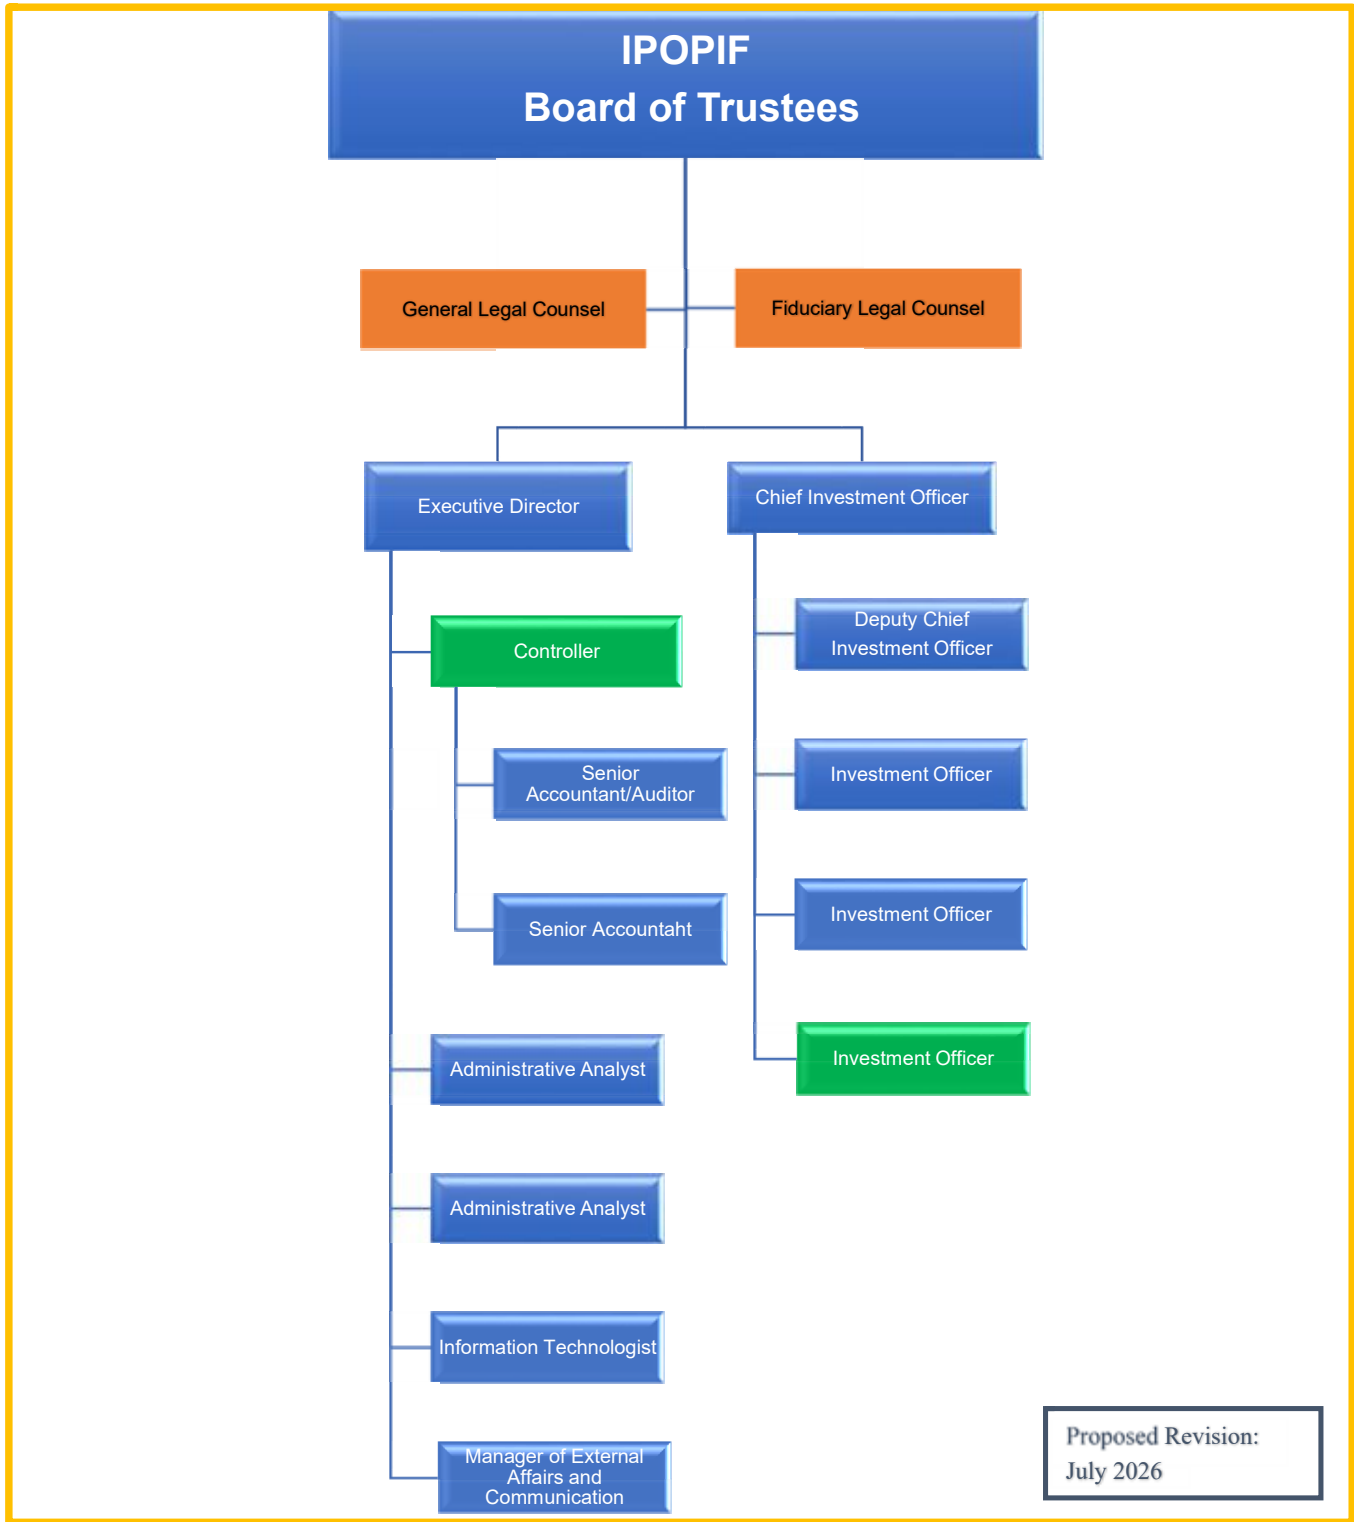 IPOPIF
Board of Trustees
General Legal Counsel
Fiduciary Legal Counsel
Executive Director
Chief Investment Officer
Controller
Deputy Chief
Investment Officer
Senior
Accountant/Auditor
Investment Officer
Senior Accountaht
Investment Officer
Administrative Analyst
Investment Officer
Administrative Analyst
Information Technologist
Manager of External
Affairs and
Communication
Proposed Revision:
July 2026